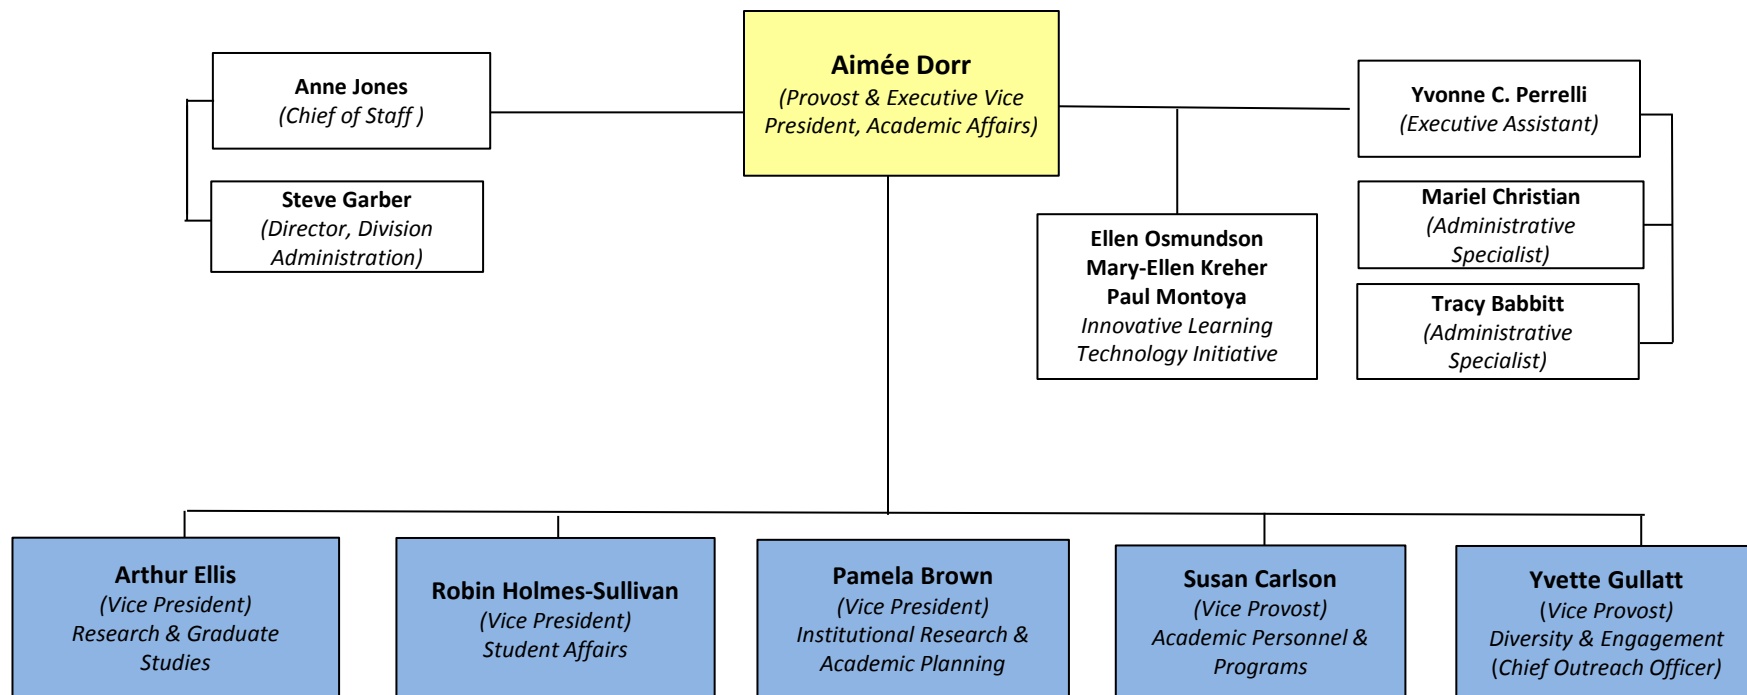 Aimée Dorr
(Provost & Executive Vice
President, Academic Affairs)
Anne Jones
(Chief of Staff )
Steve Garber
(Director, Division
Administration)
Ellen Osmundson
Mary-Ellen Kreher
Paul Montoya
Innovative Learning
Technology Initiative
Yvonne C. Perrelli
(Executive Assistant)
Mariel Christian
(Administrative
Specialist)
Tracy Babbitt
(Administrative
Specialist)
Arthur Ellis
(Vice President)
Research & Graduate
Studies
Robin Holmes-Sullivan
(Vice President)
Student Affairs
Pamela Brown
(Vice President)
Institutional Research &
Academic Planning
Susan Carlson
(Vice Provost)
Academic Personnel &
Programs
Yvette Gullatt
(Vice Provost)
Diversity & Engagement
(Chief Outreach Officer)